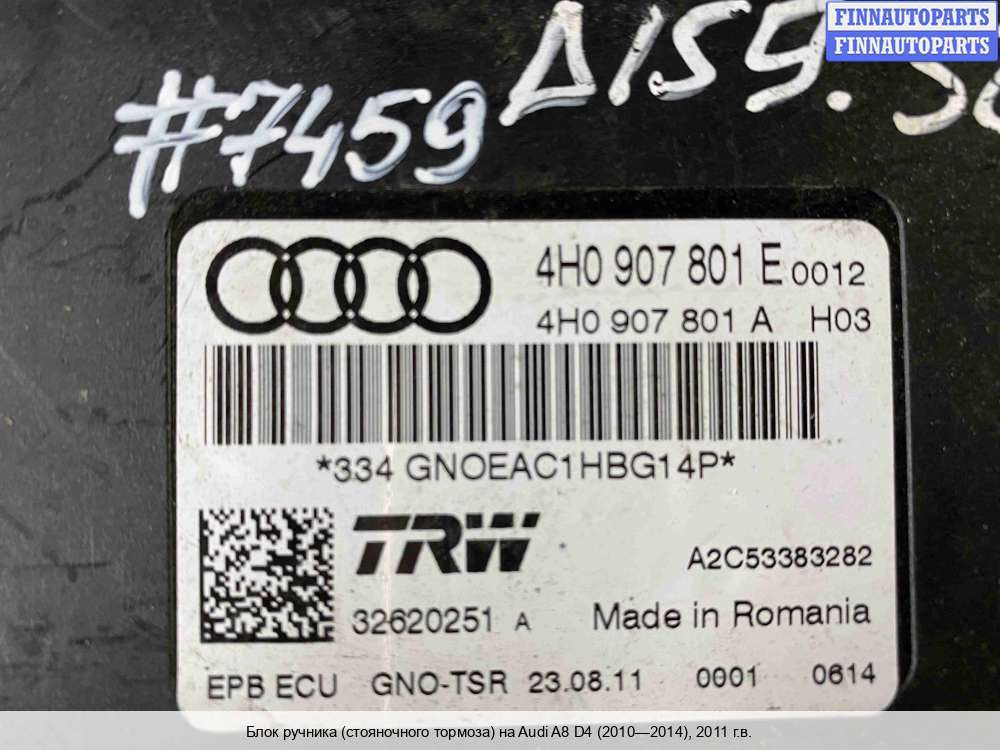 FINNAUTOPARTS
FINNAUTOPARTS
#7459
4H0 907 801 E 0012
4H0 907 801 A H03
*334 GNOEAC1HBG14P*
TRW
A2C53383282
32620251 A Made in Romania
EPB ECU GNO-TSR 23.08.11 0001 0614
Блок ручника (стояночного тормоза) на Audi A8 D4 (2010—2014), 2011 г.в.